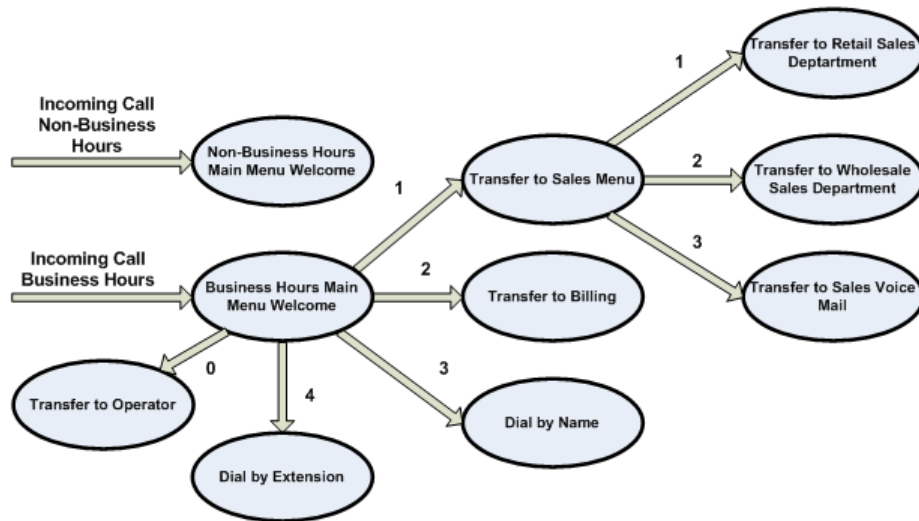 Transfer to Retail Sales
Deptartment
1
Incoming Call
Non-Business
Hours
Non-Business Hours
Main Menu Welcome
1
Transfer to Sales Menu
2
Transfer to Wholesale
Sales Department
3
Incoming Call
Business Hours
Business Hours Main
Menu Welcome
2
Transfer to Billing
Transfer to Sales Voice
Mail
0
4
3
Transfer to Operator
Dial by Name
Dial by Extension